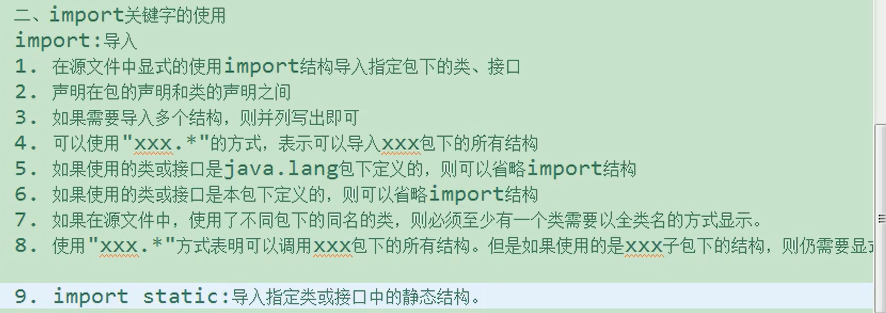 二、import关键字的使用
import:导入
1. 在源文件中显式的使用import结构导入指定包下的类、接口
2. 声明在包的声明和类的声明之间
3. 如果需要导入多个结构，则并列写出即可
4. 可以使用"xxx.*"的方式，表示可以导入xxx包下的所有结构
5. 如果使用的类或接口是java.lang包下定义的，则可以省略import结构
6. 如果使用的类或接口是本包下定义的，则可以省略import结构
7. 如果在源文件中，使用了不同包下的同名的类，则必须至少有一个类需要以全类名的方式显示。
8. 使用"xxx.*"方式表明可以调用xxx包下的所有结构。但是如果使用的是xxx子包下的结构，则仍需要显
9. import static:导入指定类或接口中的静态结构。